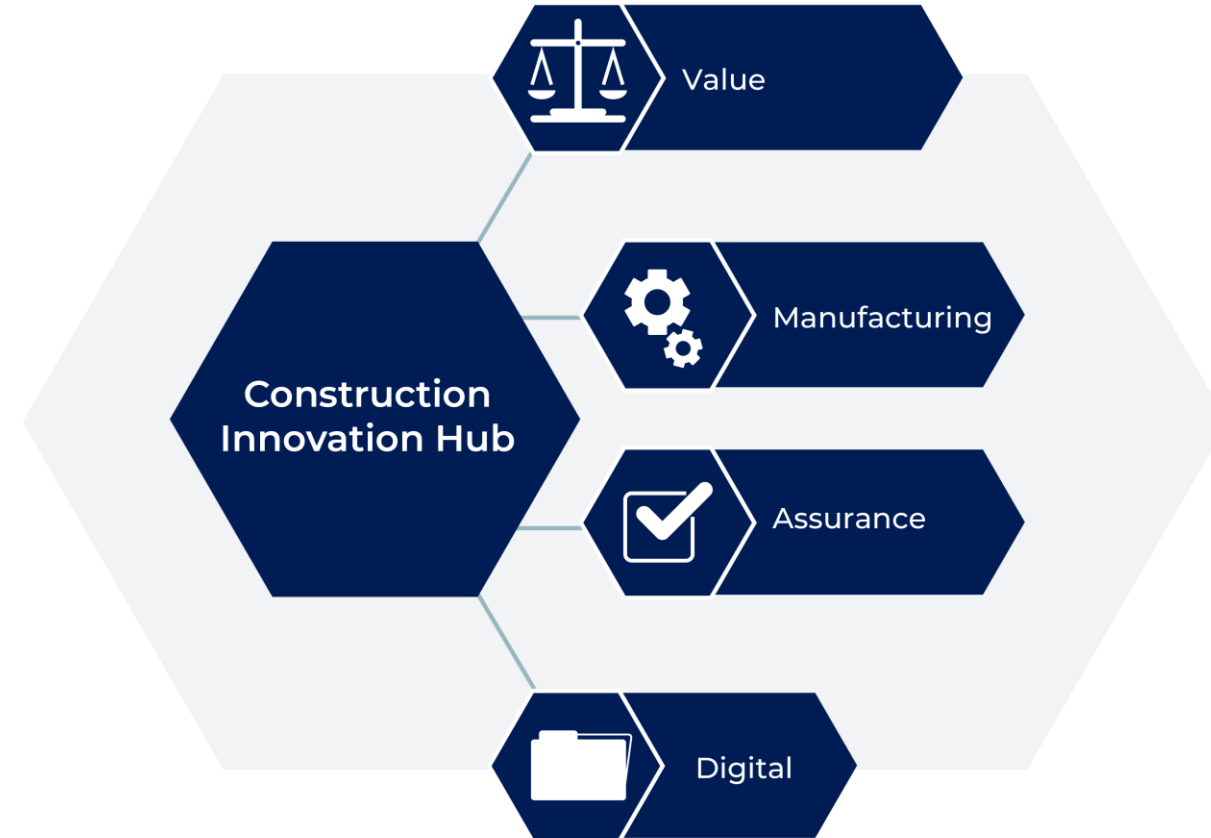 Value
Manufacturing
Construction
Innovation Hub
Assurance
Digital